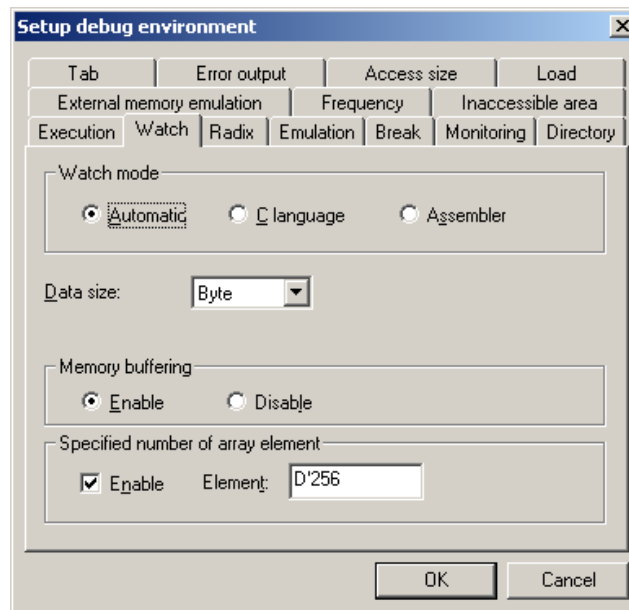 Setup debug environment
Tab Error output Access size Load
External memory emulation Frequency Inaccessible area
Execution Watch Radix Emulation Break Monitoring Directory
Watch mode
Automatic C language Assembler
Data size: Byte
Memory buffering
Enable Disable
Specified number of array element
Enable Element: D'256
OK Cancel